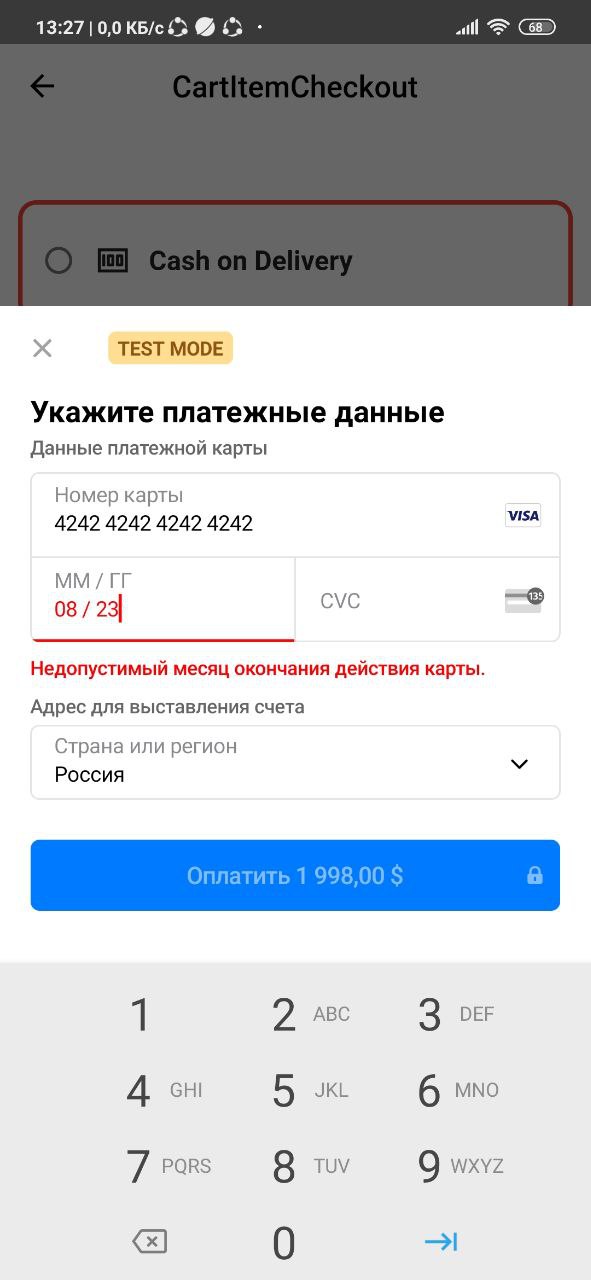 13:27 | 0,0 КБ/с
68
CartItemCheckout
100
Cash on Delivery
TEST MODE
Укажите платежные данные
Данные платежной карты
Номер карты
4242 4242 4242 4242
VISA
ММ / ГГ
08 / 23
CVC
135
Недопустимый месяц окончания действия карты.
Адрес для выставления счета
Страна или регион
Россия
Оплатить 1 998,00 $
1
2 ABC
3 DEF
4 GHI
5 JKL
6 MNO
7 PQRS
8 TUV
9 WXYZ
0